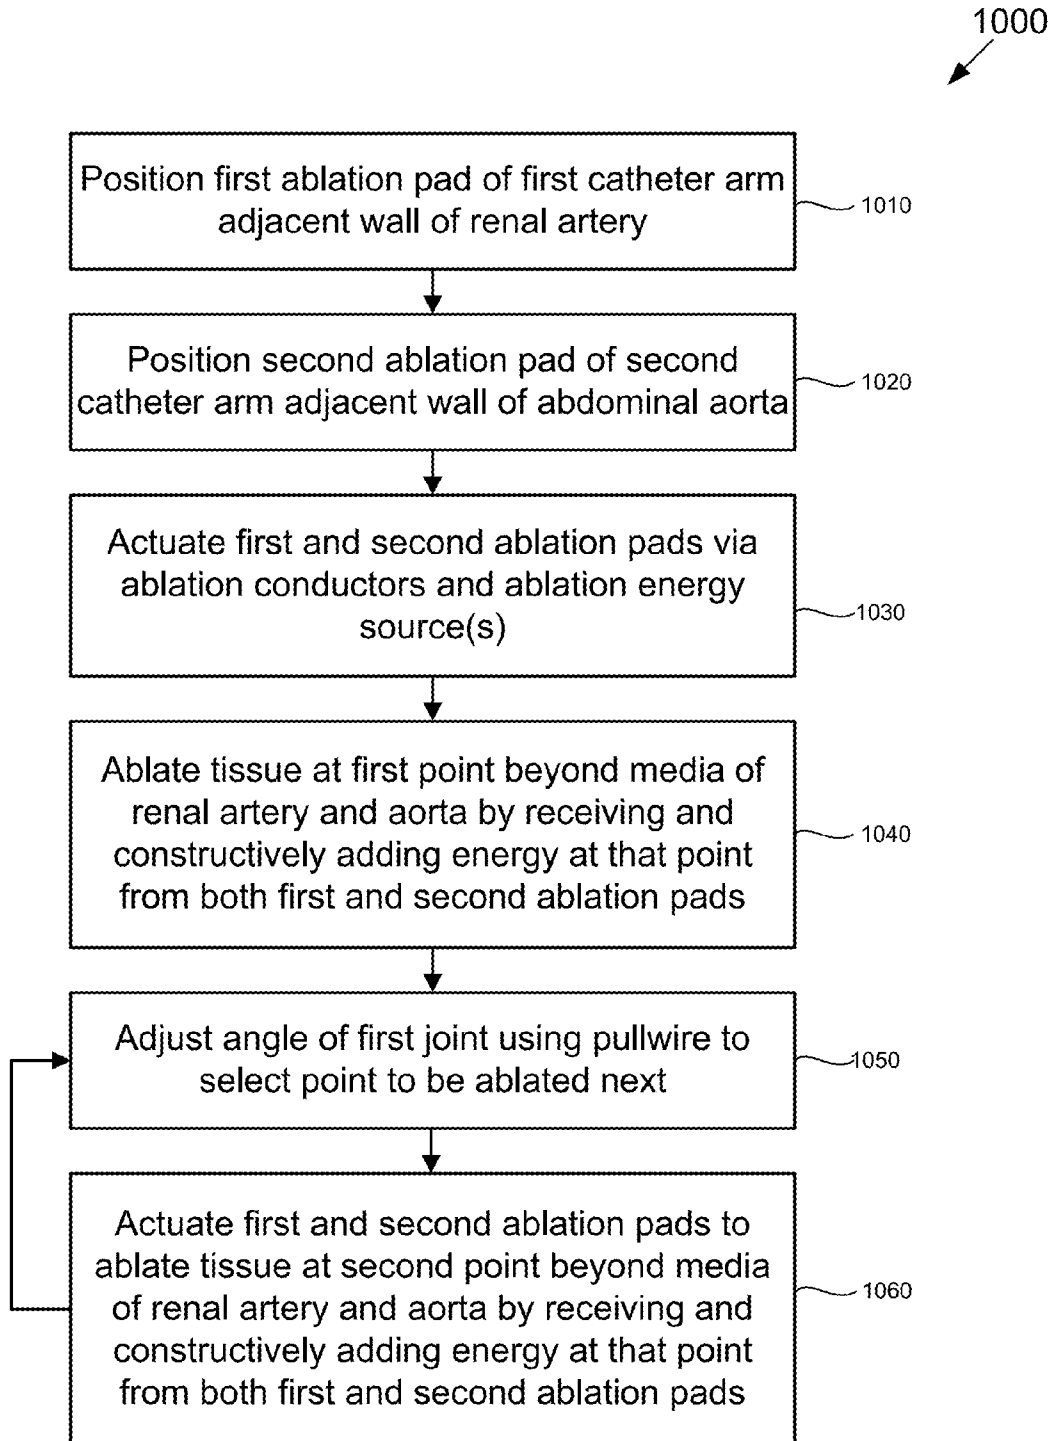 1000
Position first ablation pad of first catheter arm
adjacent wall of renal artery
1010
Position second ablation pad of second
catheter arm adjacent wall of abdominal aorta
1020
Actuate first and second ablation pads via
ablation conductors and ablation energy
source(s)
1030
Ablate tissue at first point beyond media of
renal artery and aorta by receiving and
constructively adding energy at that point
from both first and second ablation pads
1040
Adjust angle of first joint using pullwire to
select point to be ablated next
1050
Actuate first and second ablation pads to
ablate tissue at second point beyond media
of renal artery and aorta by receiving and
constructively adding energy at that point
from both first and second ablation pads
1060